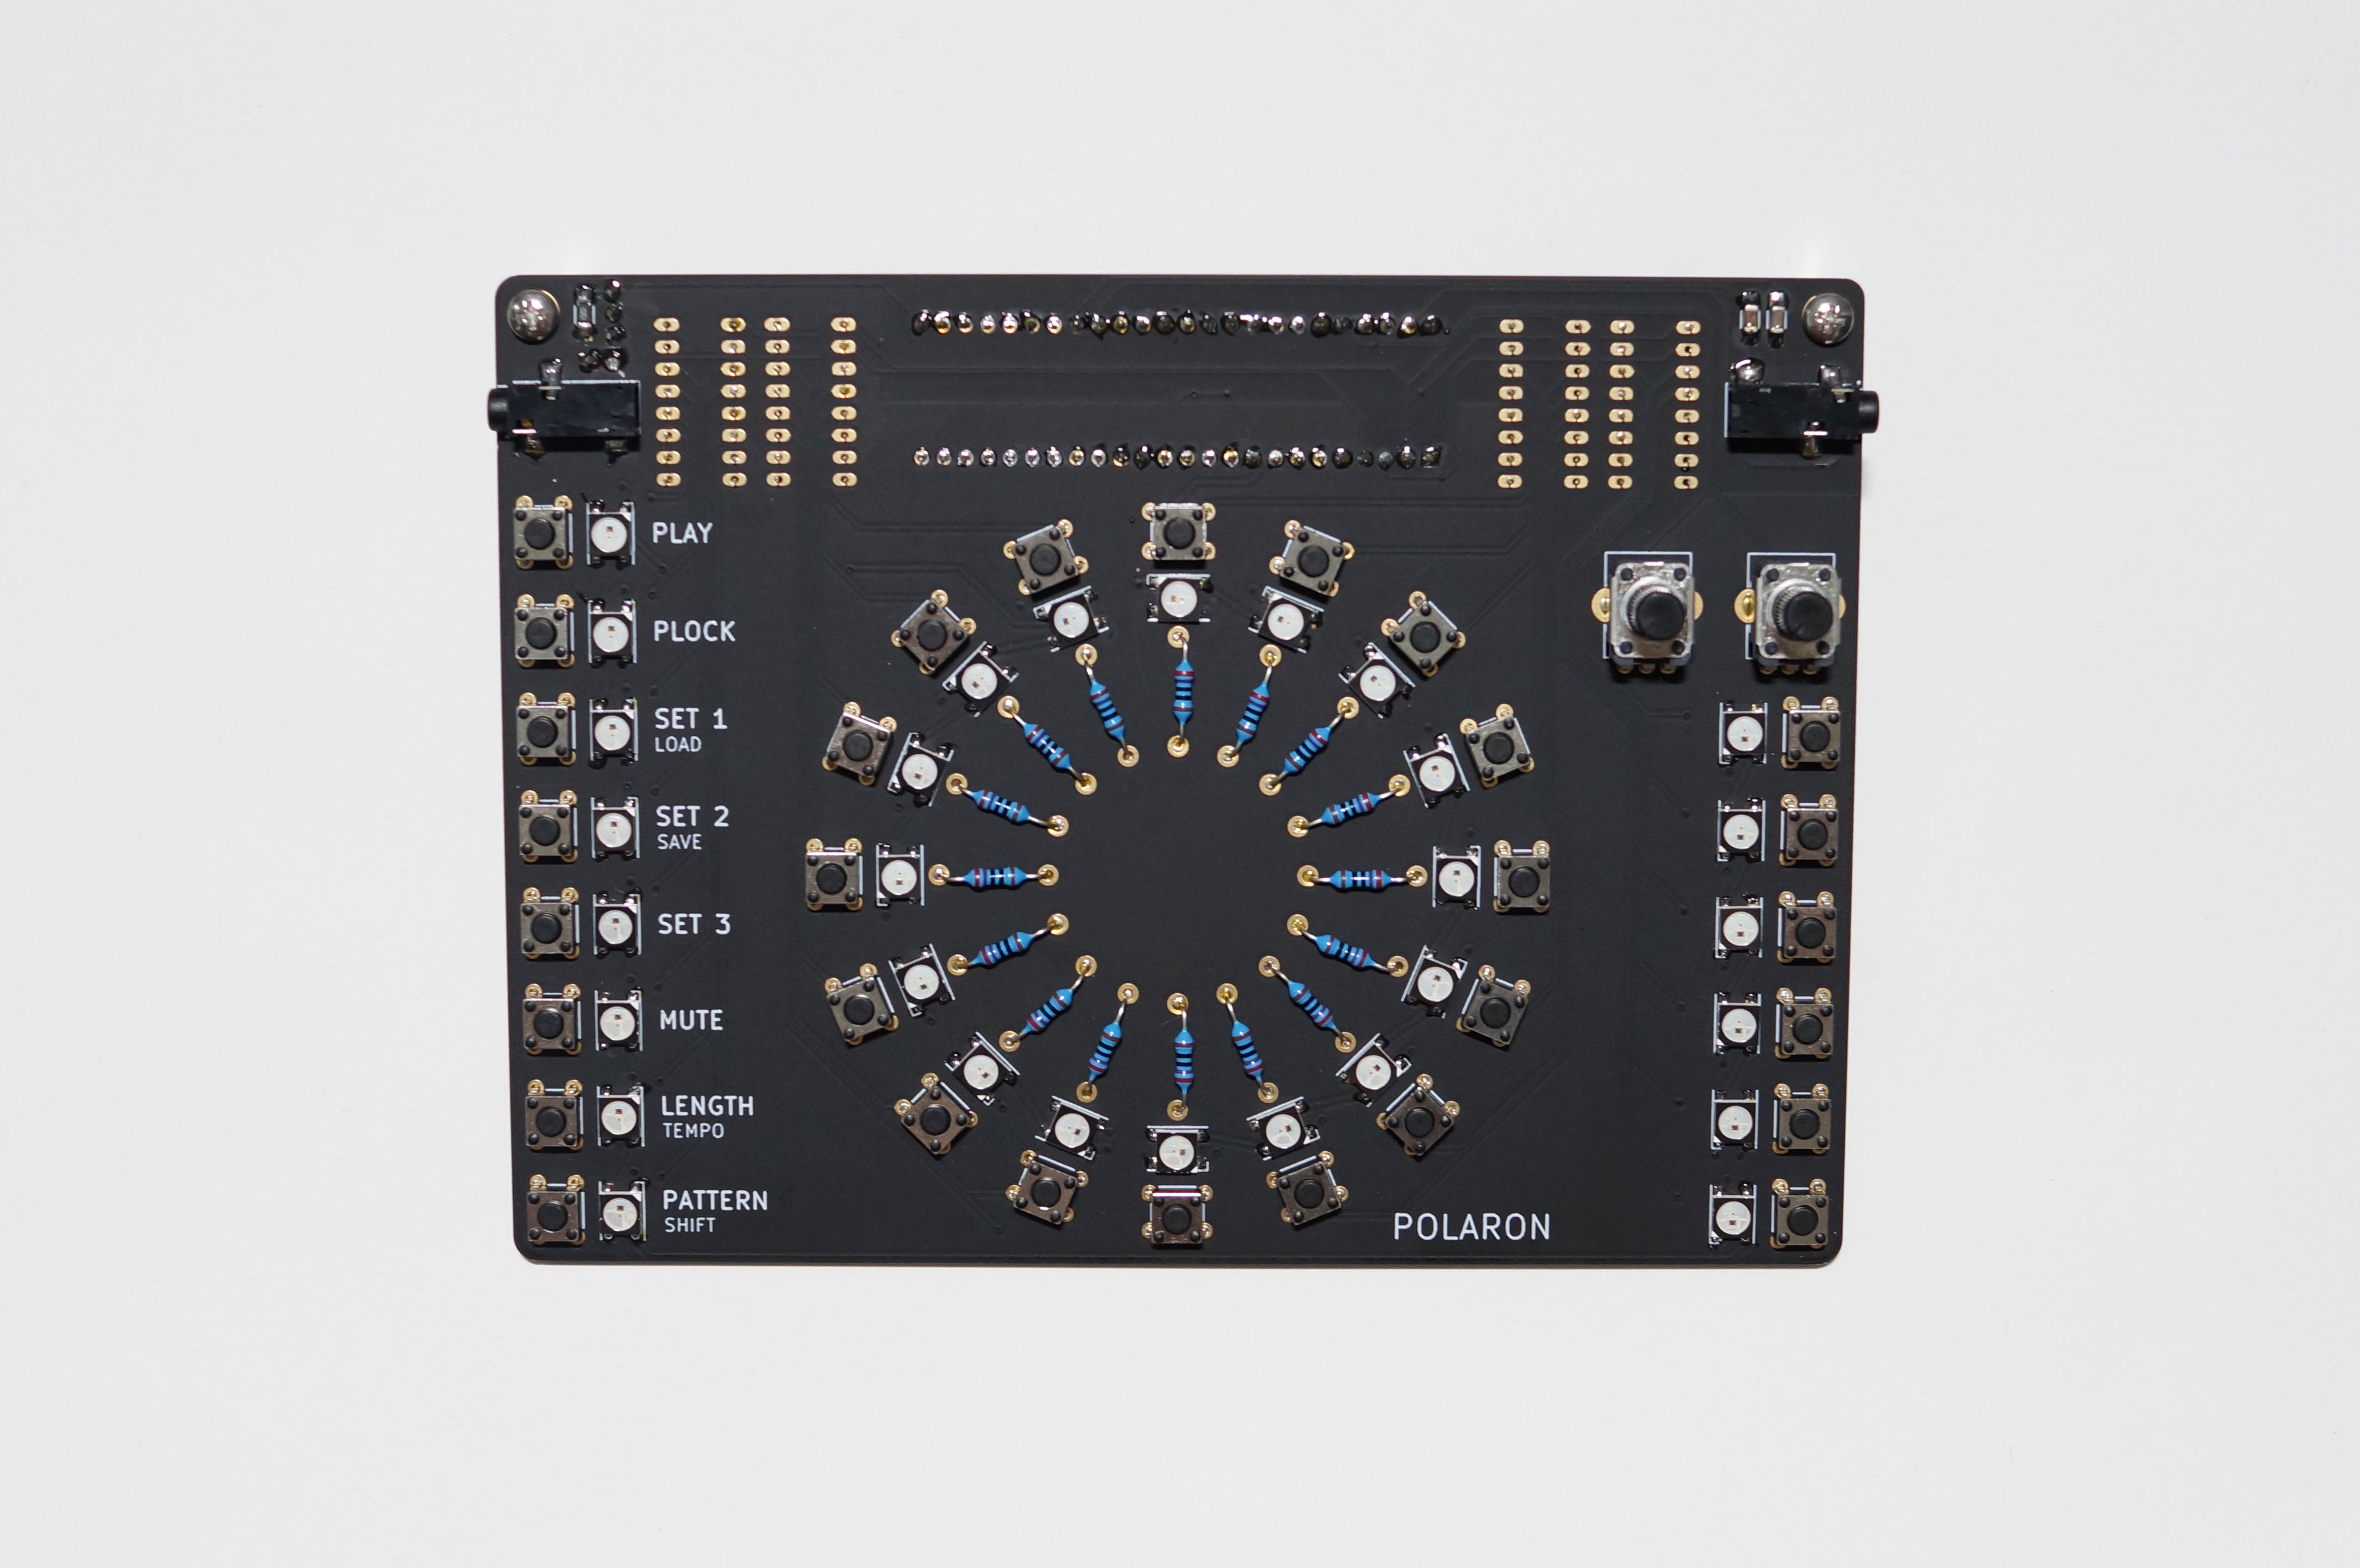 PLAY
PLOCK
SET 1
LOAD
SET 2
SAVE
SET 3
MUTE
LENGTH
TEMPO
PATTERN
SHIFT
POLARON